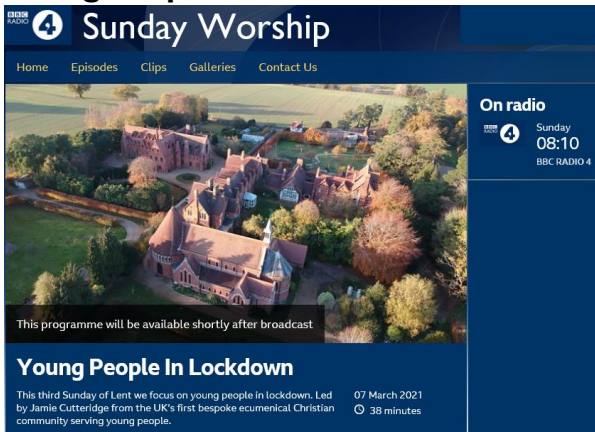 BBC
RADIO 4 Sunday Worship
Home Episodes Clips Galleries Contact Us
On radio
BBC
RADIO 4
Sunday
08:10
BBC RADIO 4
This programme will be available shortly after broadcast
Young People In Lockdown
This third Sunday of Lent we focus on young people in lockdown. Led
by Jamie Cutteridge from the UK's first bespoke ecumenical Christian
community serving young people.
07 March 2021
38 minutes